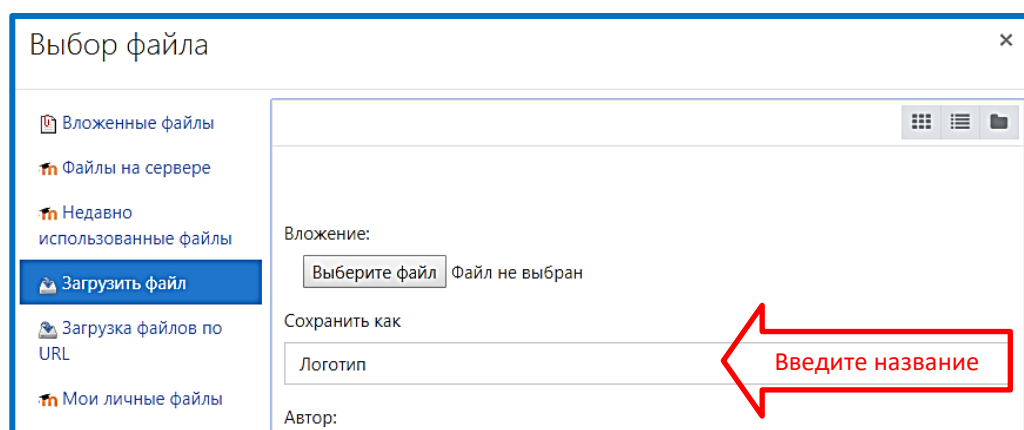 Выбор файла
Вложенные файлы
Файлы на сервере
Недавно
использованные файлы
Загрузить файл
Загрузка файлов по
URL
Мои личные файлы
Вложение:
Выберите файл Файл не выбран
Сохранить как
Логотип
Введите название
Автор: